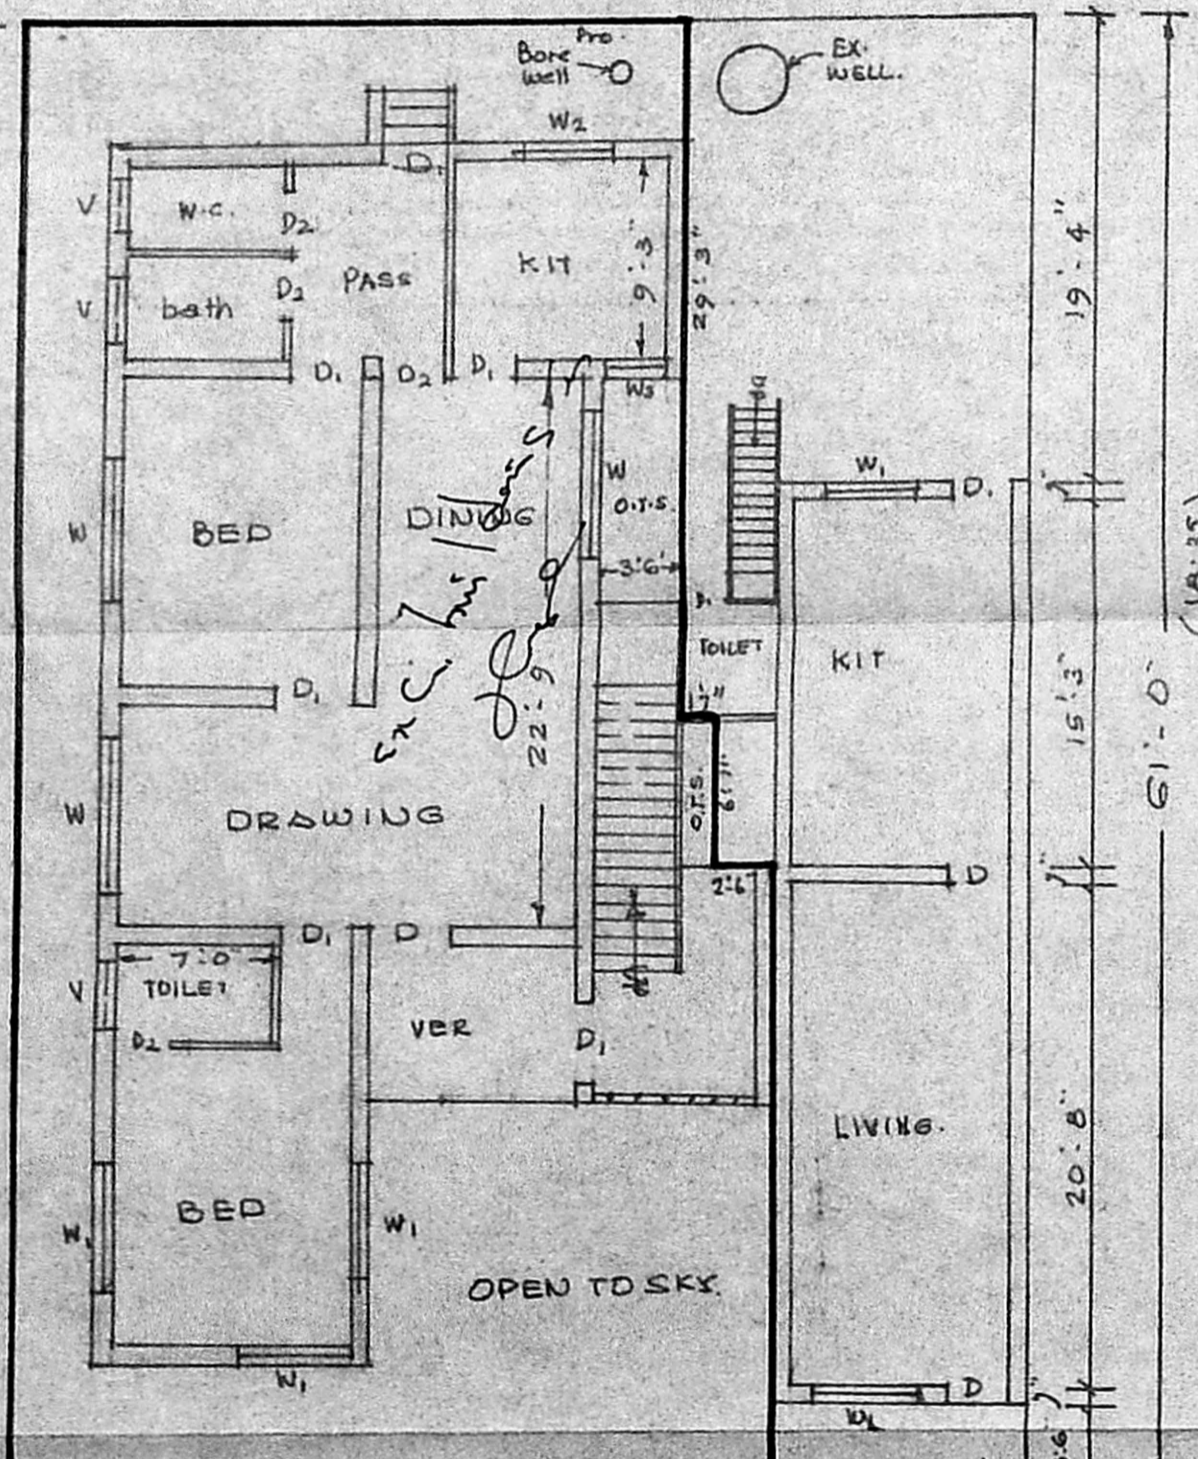 Pro.
Bore
Well
EX.
WELL.
W2
D1
V
W.C.
D2
KIT
9'-3"
29'-3"
19'-4"
PASS
V
bath
D2
D1
D2
D1
W3
W1
D.
W
BED
DINING
W
O.T.S.
3'6"
D.
TOILET
KIT
D1
22'-9"
15'-3"
61'-0"
W
DRAWING
O.T.S.
6'-11"
2'-6"
D
D1
D
7'-0"
V
TOILET
D2
VER
D1
LIVING.
20'-8"
BED
W1
W1
OPEN TO SKY.
W1
D